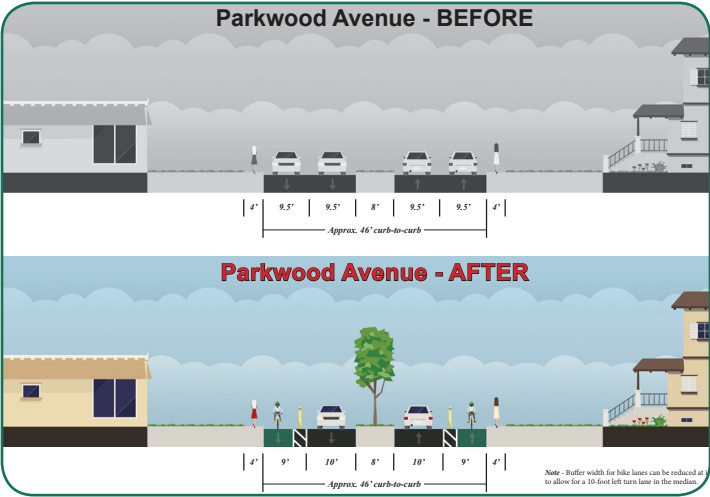 Parkwood Avenue - BEFORE
4' 9.5' 9.5' 8' 9.5' 9.5' 4'
Approx. 46' curb-to-curb
Parkwood Avenue - AFTER
4' 9' 10' 8' 10' 9' 4'
Approx. 46' curb-to-curb
Note - Buffer width for bike lanes can be reduced at
to allow for a 10-foot left turn lane in the median.